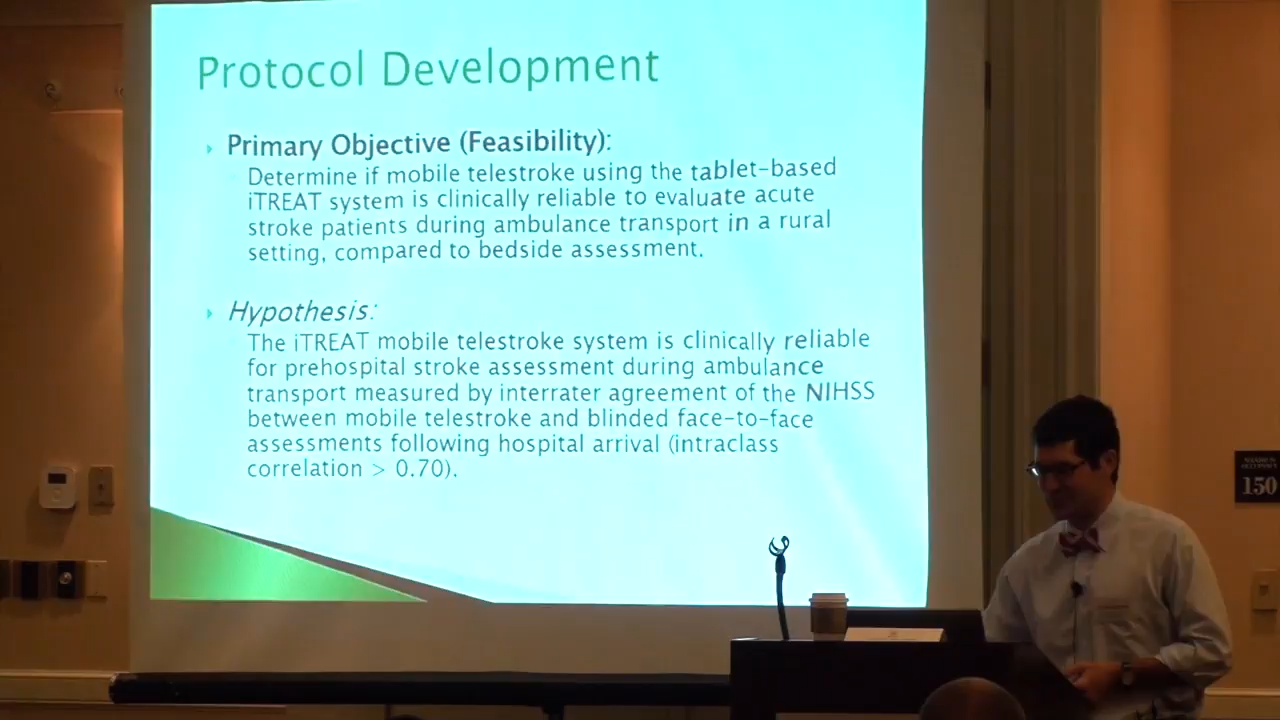 Protocol Development
Primary Objective (Feasibility):
Determine if mobile telestroke using the tablet-based
iTREAT system is clinically reliable to evaluate acute
stroke patients during ambulance transport in a rural
setting, compared to bedside assessment.
Hypothesis:
The iTREAT mobile telestroke system is clinically reliable
for prehospital stroke assessment during ambulance
transport measured by interrater agreement of the NIHSS
between mobile telestroke and blinded face-to-face
assessments following hospital arrival (intraclass
correlation > 0.70).
150